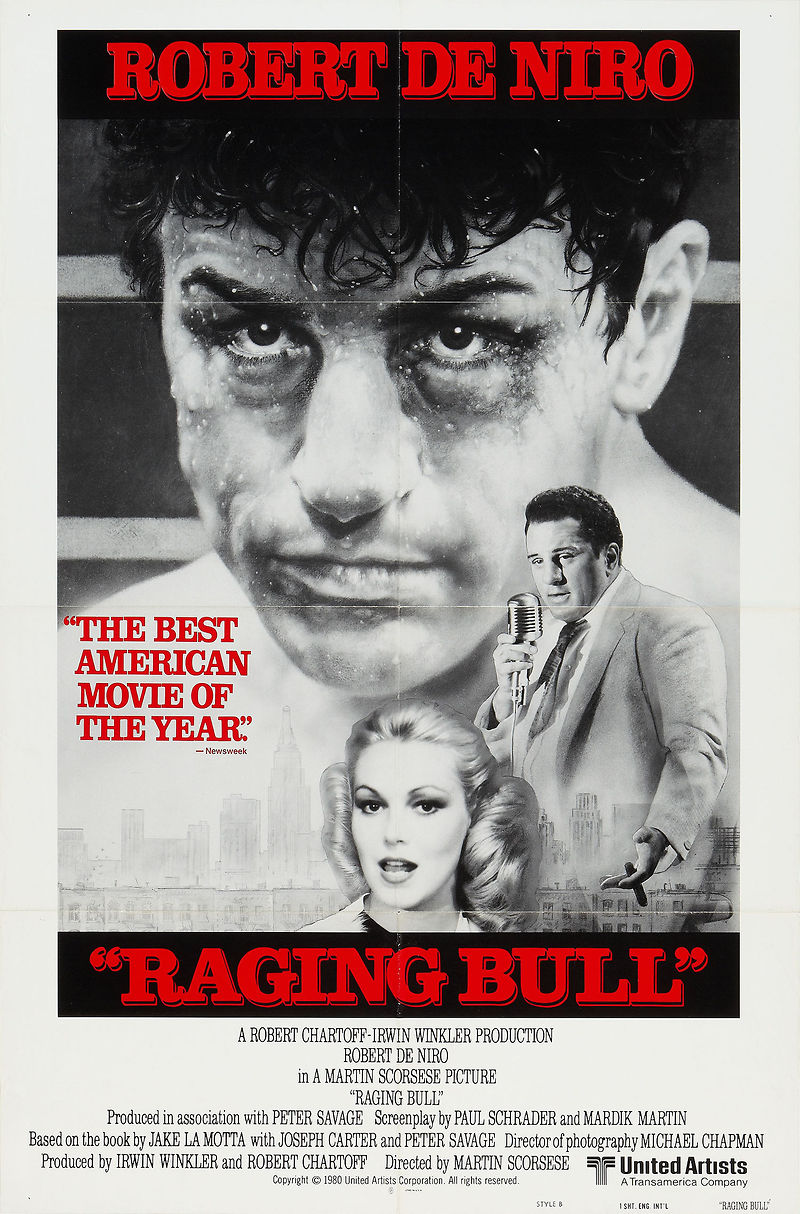 ROBERT DE NIRO
“THE BEST
AMERICAN
MOVIE OF
THE YEAR.”
— Newsweek
“RAGING BULL”
A ROBERT CHARTOFF-IRWIN WINKLER PRODUCTION
ROBERT DE NIRO
in A MARTIN SCORSESE PICTURE
“RAGING BULL”
Produced in association with PETER SAVAGE Screenplay by PAUL SCHRADER and MARDIK MARTIN
Based on the book by JAKE LA MOTTA with JOSEPH CARTER and PETER SAVAGE Director of photography MICHAEL CHAPMAN
Produced by IRWIN WINKLER and ROBERT CHARTOFF Directed by MARTIN SCORSESE
United Artists
A Transamerica Company
Copyright © 1980 United Artists Corporation. All rights reserved.
STYLE B 1 SHT. ENG. INT'L "RAGING BULL"